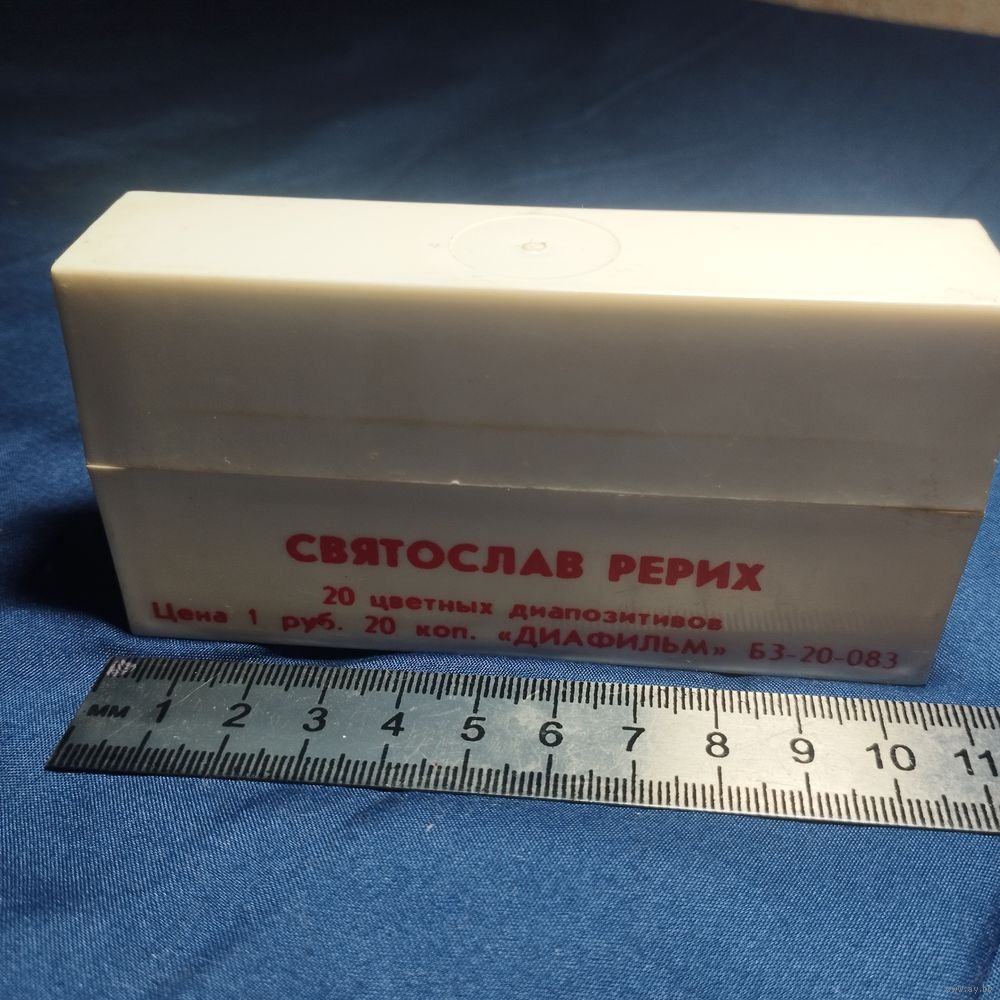 СВЯТОСЛАВ РЕРИХ
20 цветных диапозитивов
Цена 1 руб. 20 коп. «ДИАФИЛЬМ» БЗ-20-083
мм 1 2 3 4 5 6 7 8 9 10 11